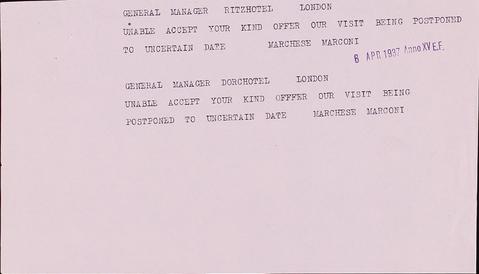 GENERAL MANAGER RITZHOTEL LONDON
UNABLE ACCEPT YOUR KIND OFFER OUR VISIT BEING POSTPONED
TO UNCERTAIN DATE MARCHESE MARCONI
6 APR 1937 Anno XV E.F.
GENERAL MANAGER DORCHOTEL LONDON
UNABLE ACCEPT YOUR KIND OFFFER OUR VISIT BEING
POSTPONED TO UNCERTAIN DATE MARCHESE MARCONI